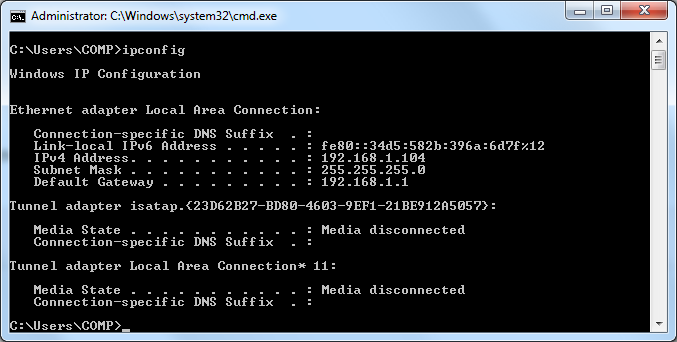 Administrator: C:\Windows\system32\cmd.exe
C:\Users\COMP>ipconfig
Windows IP Configuration
Ethernet adapter Local Area Connection:
   Connection-specific DNS Suffix  . :
   Link-local IPv6 Address . . . . . : fe80::34d5:582b:396a:6d7f%12
   IPv4 Address. . . . . . . . . . . : 192.168.1.104
   Subnet Mask . . . . . . . . . . . : 255.255.255.0
   Default Gateway . . . . . . . . . : 192.168.1.1
Tunnel adapter isatap.{23D62B27-BD80-4603-9EF1-21BE912A5057}:
   Media State . . . . . . . . . . . : Media disconnected
   Connection-specific DNS Suffix  . :
Tunnel adapter Local Area Connection* 11:
   Media State . . . . . . . . . . . : Media disconnected
   Connection-specific DNS Suffix  . :
C:\Users\COMP>_